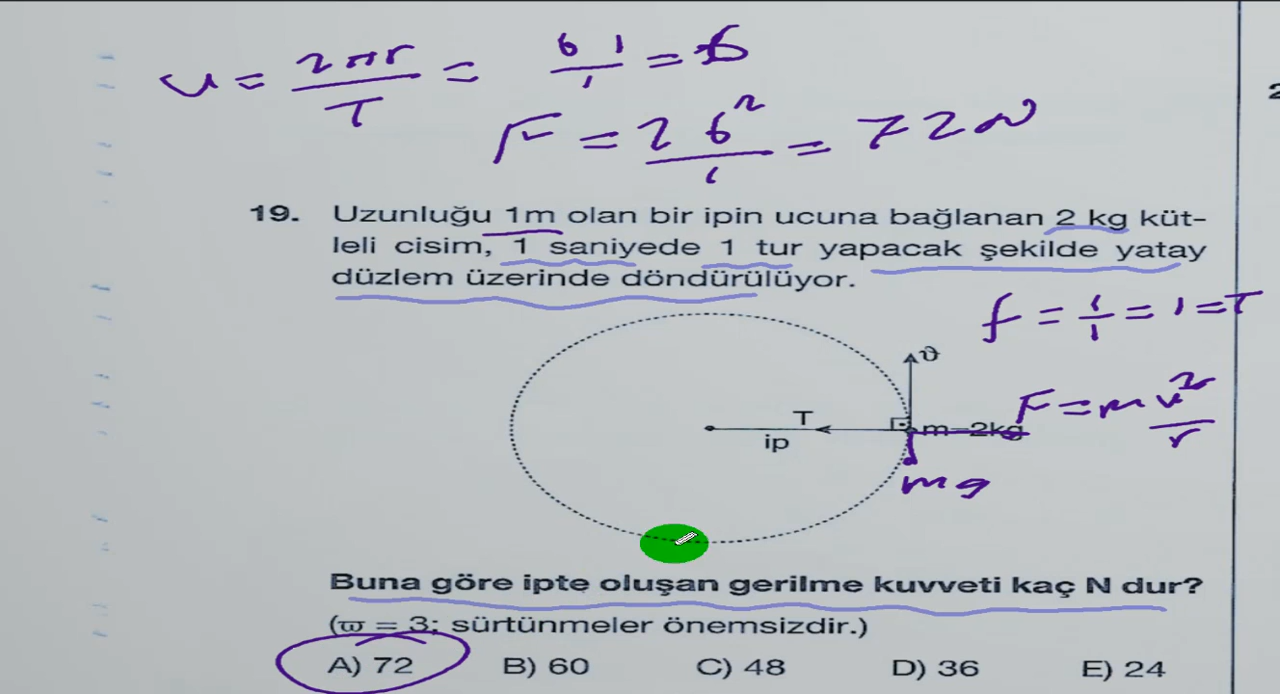 u = 2πr / T = 6 1 / 1 = 6
F = 2 6² / 1 = 72 N
2
19. Uzunluğu 1m olan bir ipin ucuna bağlanan 2 kg küt-
leli cisim, 1 saniyede 1 tur yapacak şekilde yatay
düzlem üzerinde döndürülüyor.
f = 1/1 = 1 = T
ϑ
F = m v² / r
T
m=2kg
ip
mg
Buna göre ipte oluşan gerilme kuvveti kaç N dur?
(ϖ = 3; sürtünmeler önemsizdir.)
A) 72 B) 60 C) 48 D) 36 E) 24